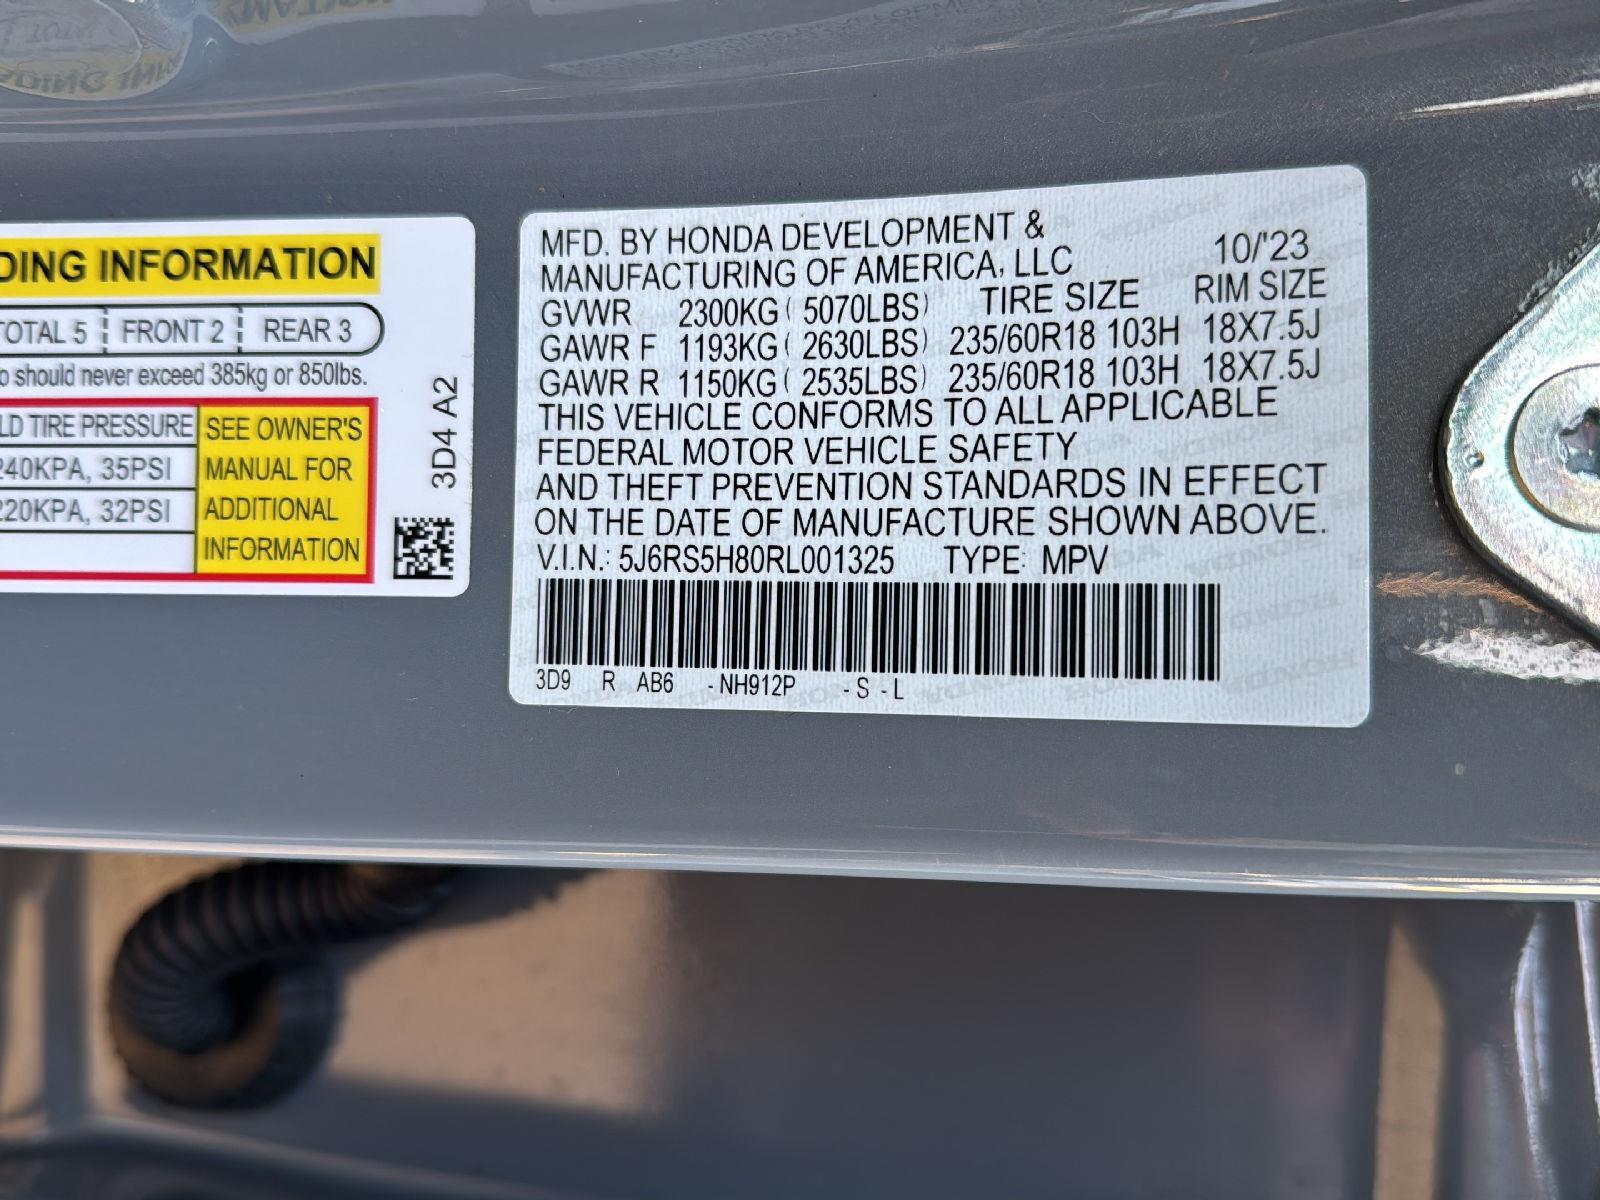 DING INFORMATION
TOTAL 5 FRONT 2 REAR 3
should never exceed 385kg or 850lbs.
TIRE PRESSURE
240KPA, 35PSI
220KPA, 32PSI
SEE OWNER'S
MANUAL FOR
ADDITIONAL
INFORMATION
3D4 A2
MFD. BY HONDA DEVELOPMENT &
MANUFACTURING OF AMERICA, LLC 10/'23
GVWR 2300KG ( 5070LBS) TIRE SIZE RIM SIZE
GAWR F 1193KG ( 2630LBS) 235/60R18 103H 18X7.5J
GAWR R 1150KG ( 2535LBS) 235/60R18 103H 18X7.5J
THIS VEHICLE CONFORMS TO ALL APPLICABLE
FEDERAL MOTOR VEHICLE SAFETY
AND THEFT PREVENTION STANDARDS IN EFFECT
ON THE DATE OF MANUFACTURE SHOWN ABOVE.
V.I.N.: 5J6RS5H80RL001325 TYPE: MPV
3D9 R AB6 -NH912P -S -L